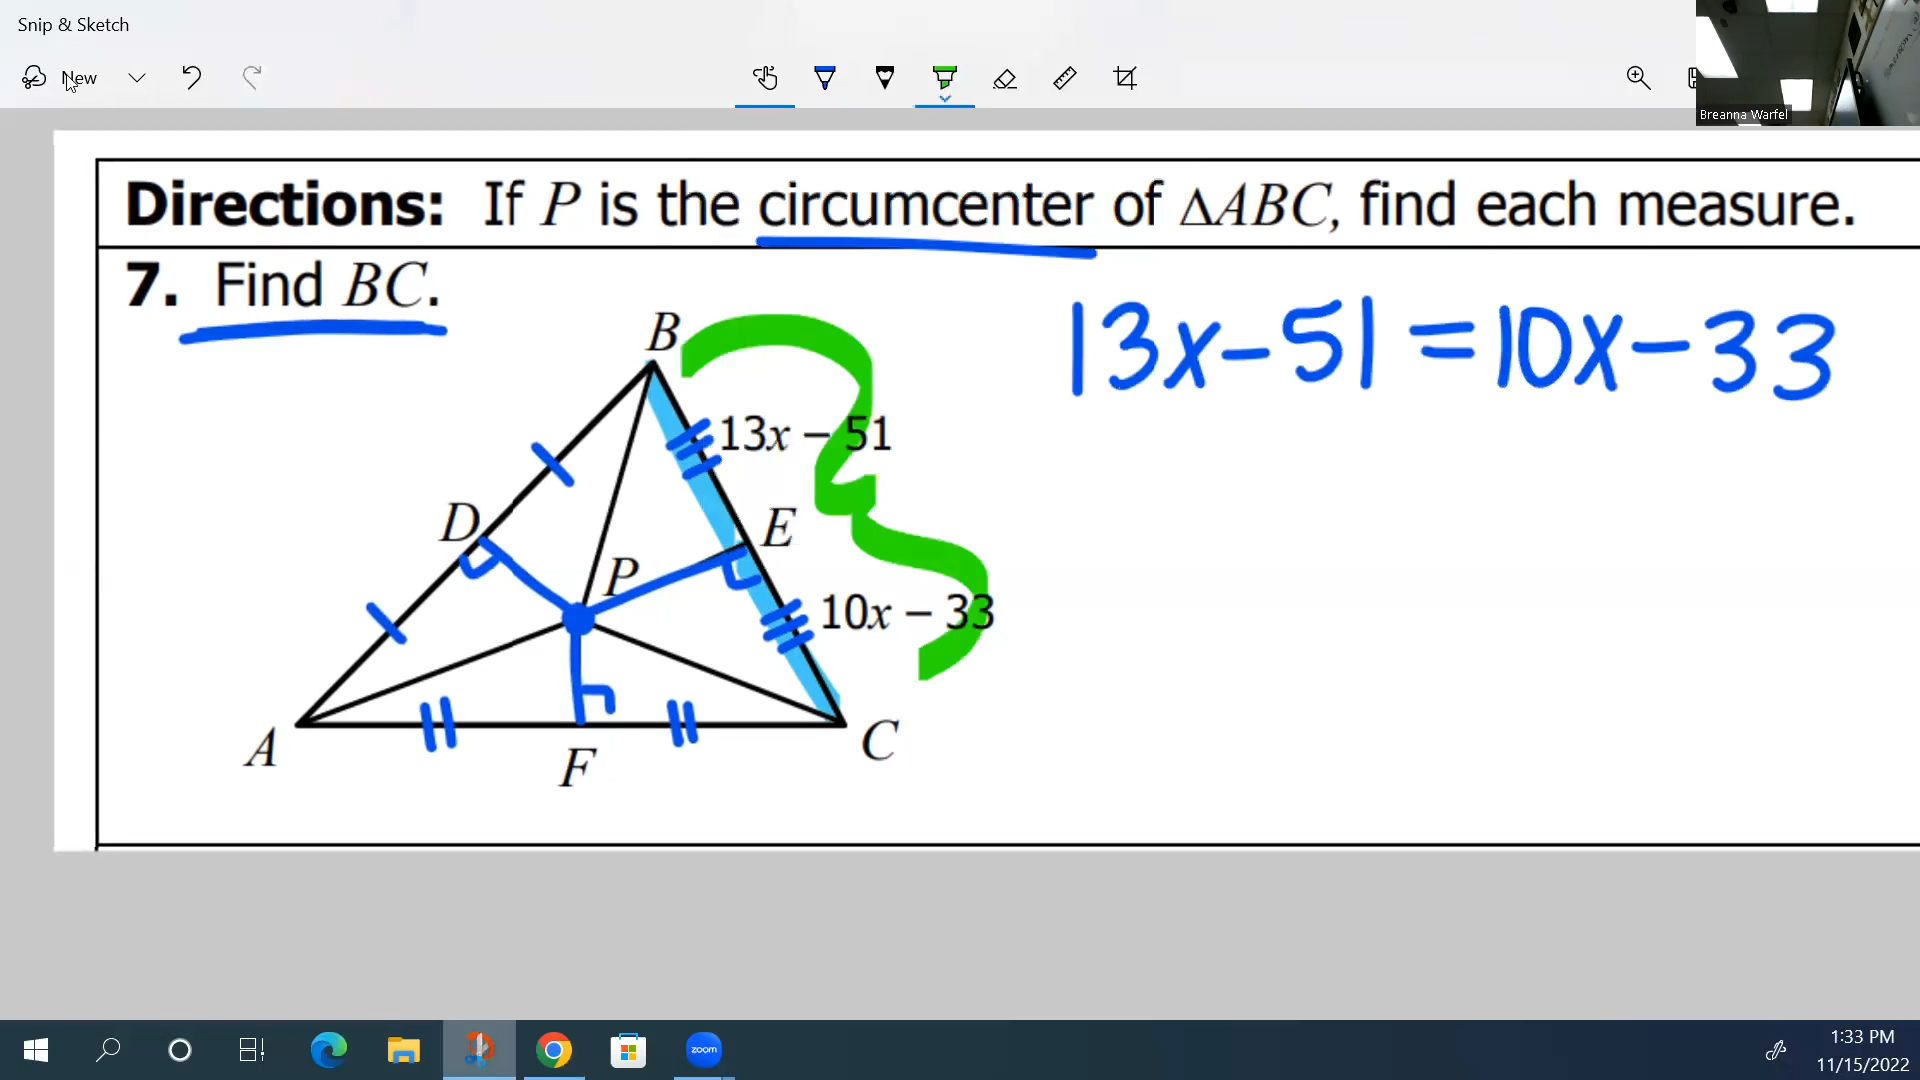 Snip & Sketch
New
Breanna Warfel
Directions: If P is the circumcenter of ΔABC, find each measure.
7. Find BC.
13x-51 = 10x-33
B
13x – 51
D
E
P
10x – 33
A
F
C
zoom
1:33 PM
11/15/2022